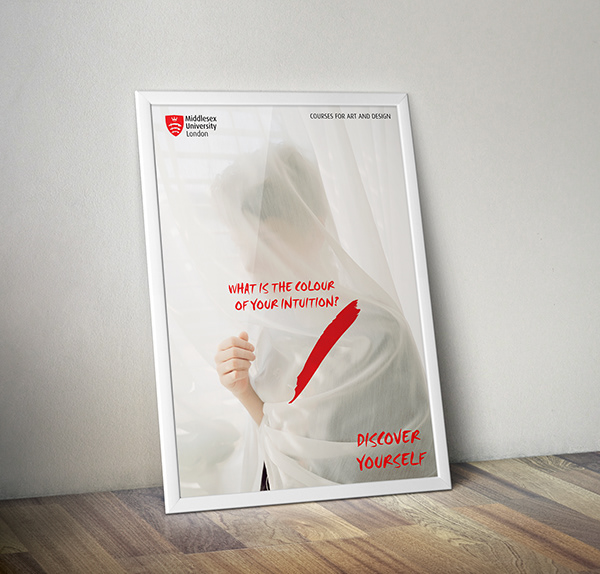 Middlesex
University
London
COURSES FOR ART AND DESIGN
WHAT IS THE COLOUR
OF YOUR INTUITION?
DISCOVER
YOURSELF